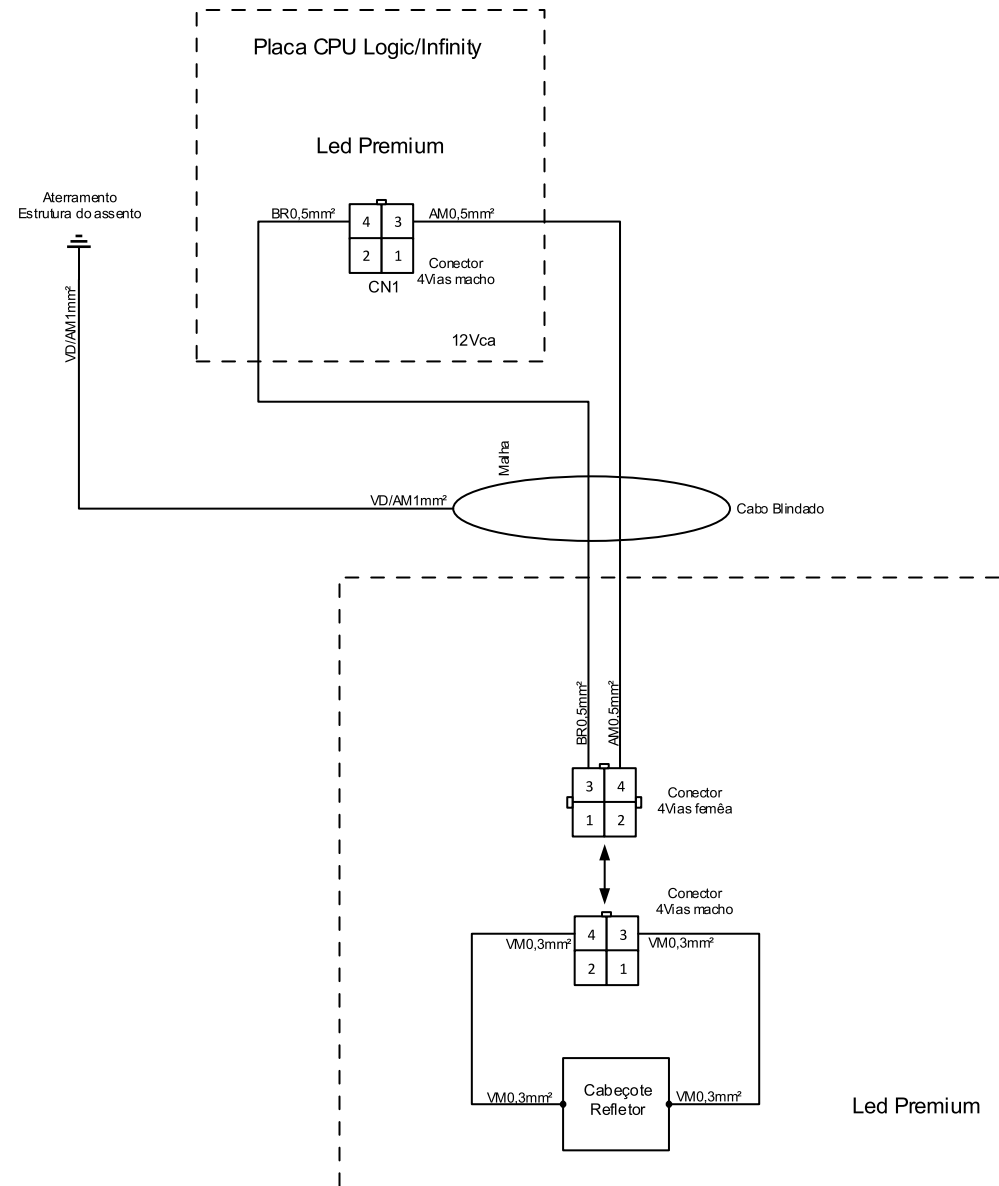 Placa CPU Logic/Infinity
Led Premium
Aterramento
Estrutura do assento
BR0,5mm²
4
3
AM0,5mm²
2
1
Conector
4Vias macho
CN1
12Vca
VD/AM1mm²
Malha
VD/AM1mm²
Cabo Blindado
BR0,5mm²
AM0,5mm²
3
4
1
2
Conector
4Vias femêa
Conector
4Vias macho
VM0,3mm²
4
3
VM0,3mm²
2
1
VM0,3mm²
Cabeçote
Refletor
VM0,3mm²
Led Premium